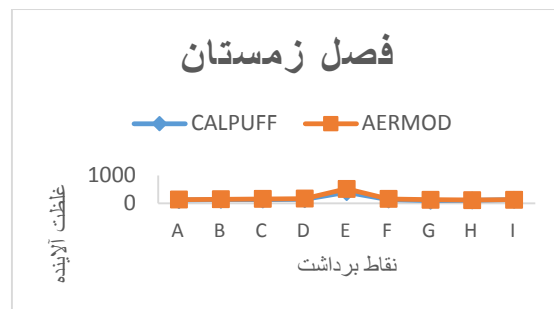 فصل زمستان
CALPUFF AERMOD
1000
0
A B C D E F G H I
نقاط برداشت
غلظت آلاینده